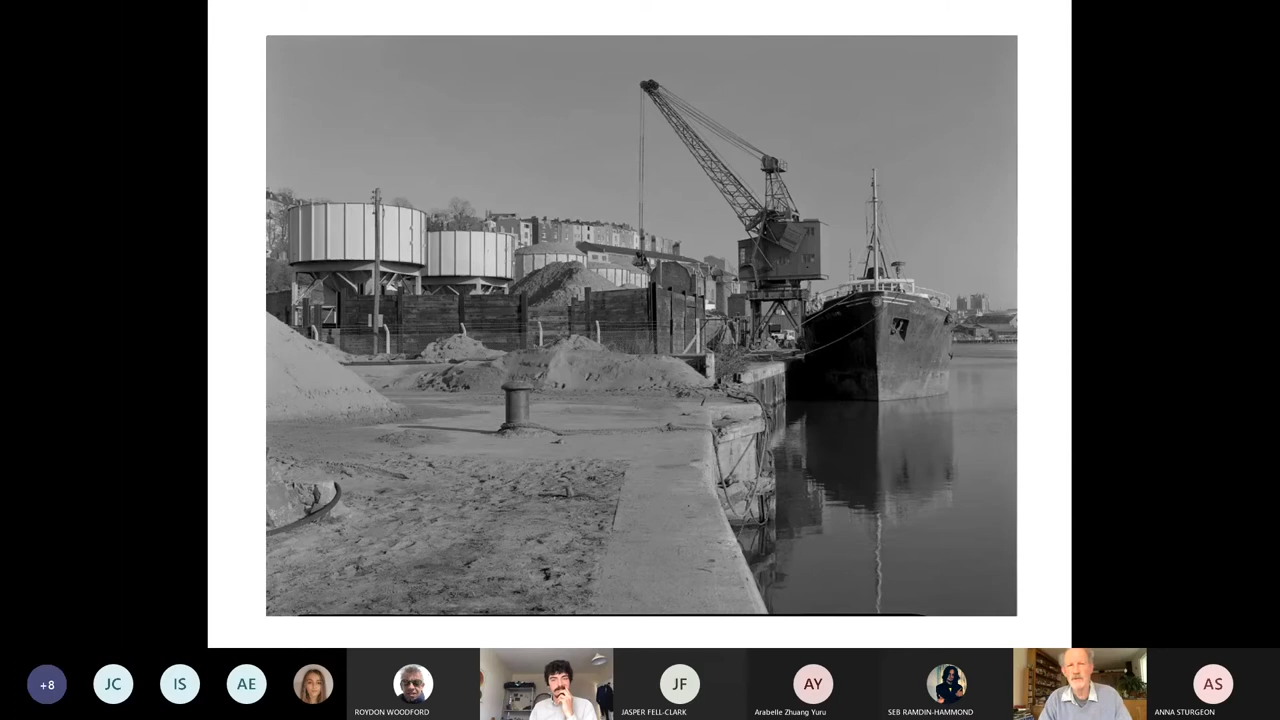 +8
JC
IS
AE
ROYDON WOODFORD
JF
JASPER FELL-CLARK
AY
Arabelle Zhuang Yuru
SEB RAMDIN-HAMMOND
AS
ANNA STURGEON